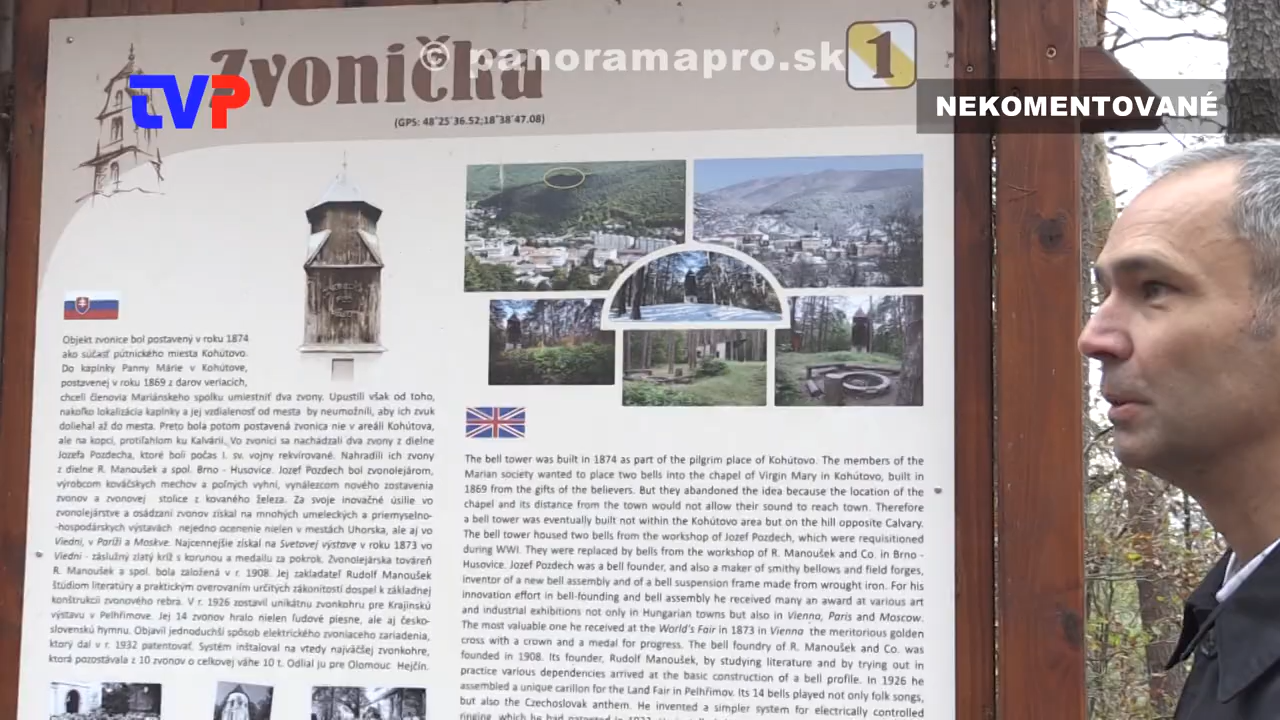 Zvonička
© panoramapro.sk
1
TVP
NEKOMENTOVANÉ
(GPS: 48°25´36.52;18°38´47.08)
Objekt zvonice bol postavený v roku 1874
ako súčasť pútnického miesta Kohútovo.
Do kaplnky Panny Márie v Kohútove,
postavenej v roku 1869 z darov veriacich,
chceli členovia Mariánskeho spolku umiestniť dva zvony. Upustili však od toho,
nakoľko lokalizácia kaplnky a jej vzdialenosť od mesta by neumožnili, aby ich zvuk
doliehal až do mesta. Preto bola potom postavená zvonica nie v areáli Kohútova,
ale na kopci, protiľahlom ku Kalvárii. Vo zvonici sa nachádzali dva zvony z dielne
Jozefa Pozdecha, ktoré boli počas I. sv. vojny rekvírované. Nahradili ich zvony
z dielne R. Manoušek a spol. Brno - Husovice. Jozef Pozdech bol zvonolejárom,
výrobcom kováčskych mechov a poľných vyhní, vynálezcom nového zostavenia
zvonov a zvonovej stolice z kovaného železa. Za svoje inovačné úsilie vo
zvonolejárstve a osádzaní zvonov získal na mnohých umeleckých a priemyselno-
-hospodárskych výstavách nejedno ocenenie nielen v mestách Uhorska, ale aj vo
Viedni, v Paríži a Moskve. Najcennejšie získal na Svetovej výstave v roku 1873 vo
Viedni - záslužný zlatý kríž s korunou a medailu za pokrok. Zvonolejárska továreň
R. Manoušek a spol. bola založená v r. 1908. Jej zakladateľ Rudolf Manoušek
štúdiom literatúry a praktickým overovaním určitých zákonitostí dospel k základnej
konštrukcii zvonového rebra. V r. 1926 zostavil unikátnu zvonkohru pre Krajinskú
výstavu v Pelhřimove. Jej 14 zvonov hralo nielen ľudové piesne, ale aj česko-
slovenskú hymnu. Objavil jednoduchší spôsob elektrického zvoniaceho zariadenia,
ktorý dal v r. 1932 patentovať. Systém inštaloval na vtedy najväčšej zvonkohre,
ktorá pozostávala z 10 zvonov o celkovej váhe 10 t. Odlial ju pre Olomouc Hejčín.
The bell tower was built in 1874 as part of the pilgrim place of Kohútovo. The members of the
Marian society wanted to place two bells into the chapel of Virgin Mary in Kohútovo, built in
1869 from the gifts of the believers. But they abandoned the idea because the location of the
chapel and its distance from the town would not allow their sound to reach town. Therefore
a bell tower was eventually built not within the Kohútovo area but on the hill opposite Calvary.
The bell tower housed two bells from the workshop of Jozef Pozdech, which were requisitioned
during WWI. They were replaced by bells from the workshop of R. Manoušek and Co. in Brno -
Husovice. Jozef Pozdech was a bell founder, and also a maker of smithy bellows and field forges,
inventor of a new bell assembly and of a bell suspension frame made from wrought iron. For his
innovation effort in bell-founding and bell assembly he received many an award at various art
and industrial exhibitions not only in Hungarian towns but also in Vienna, Paris and Moscow.
The most valuable one he received at the World's Fair in 1873 in Vienna the meritorious golden
cross with a crown and a medal for progress. The bell foundry of R. Manoušek and Co. was
founded in 1908. Its founder, Rudolf Manoušek, by studying literature and by trying out in
practice various dependencies arrived at the basic construction of a bell profile. In 1926 he
assembled a unique carillon for the Land Fair in Pelhřimov. Its 14 bells played not only folk songs,
but also the Czechoslovak anthem. He invented a simpler system for electrically controlled
ringing, which he had patented in 1932.